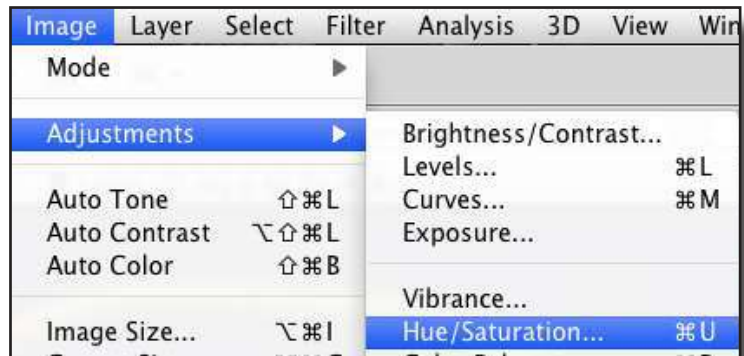 Image Layer Select Filter Analysis 3D View Win
Mode ▶
Adjustments ▶
Auto Tone ⇧⌘L
Auto Contrast ⌥⇧⌘L
Auto Color ⇧⌘B
Image Size... ⌥⌘I
Brightness/Contrast...
Levels... ⌘L
Curves... ⌘M
Exposure...
Vibrance...
Hue/Saturation... ⌘U